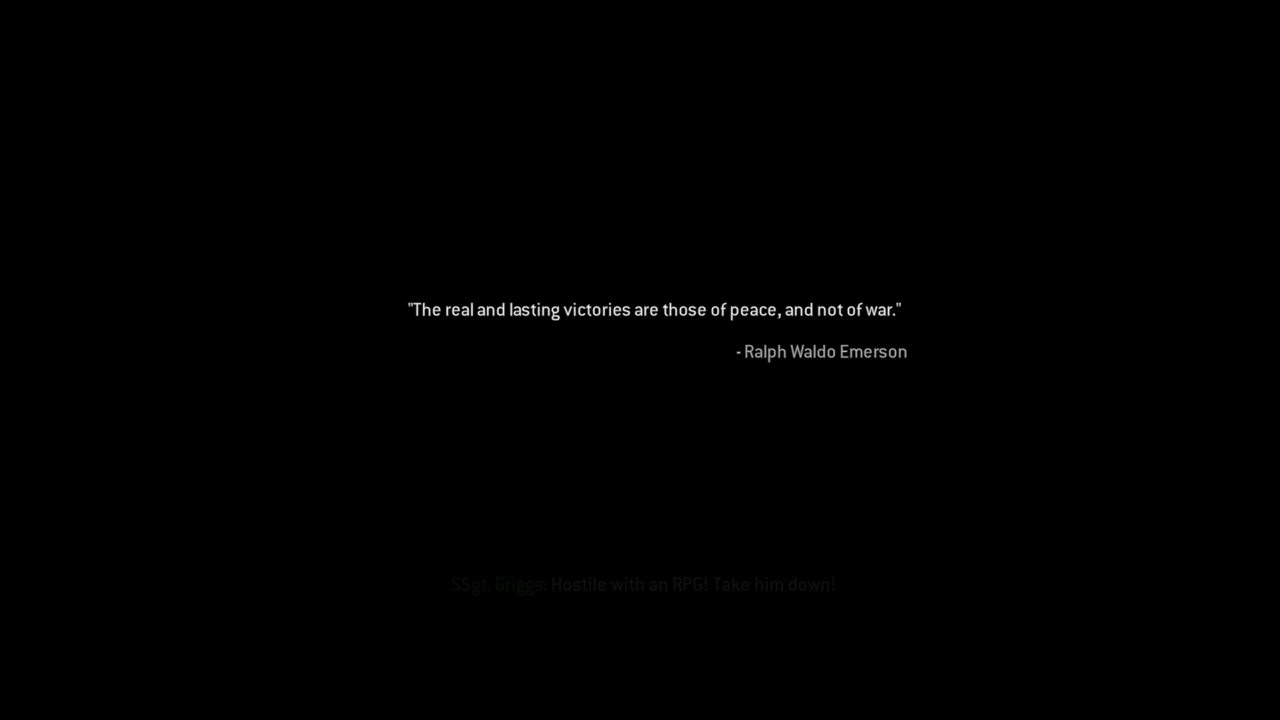 "The real and lasting victories are those of peace, and not of war."
- Ralph Waldo Emerson
SSgt. Griggs: Hostile with an RPG! Take him down!